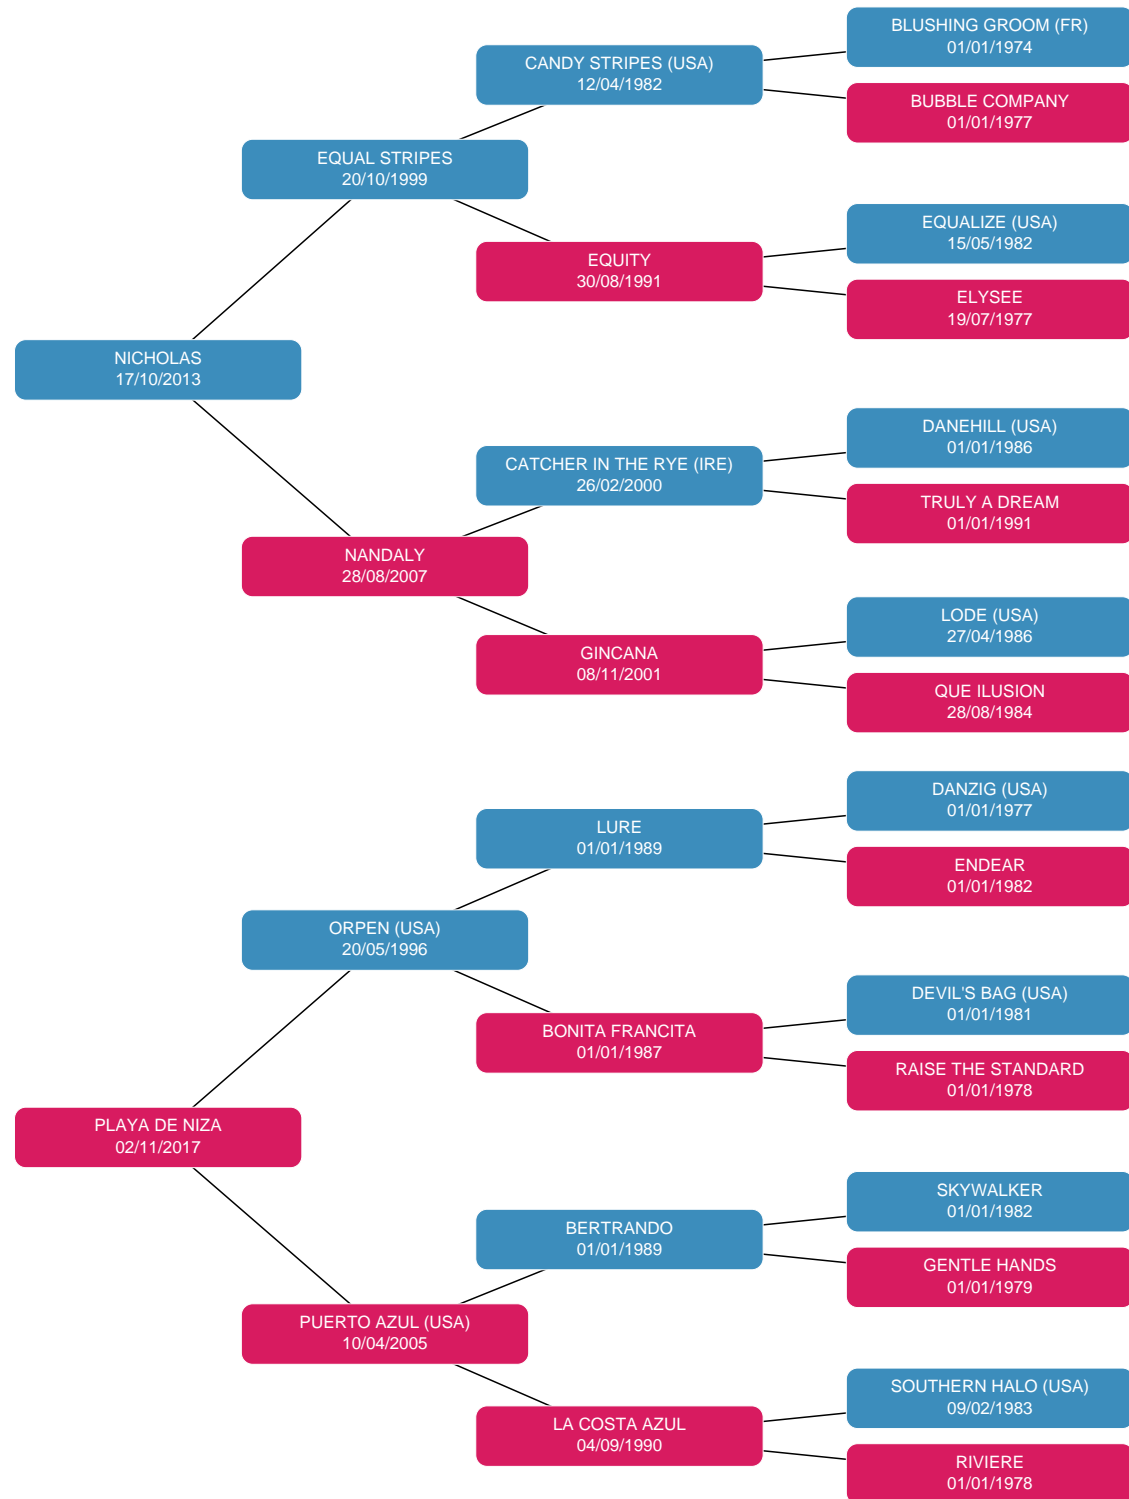 BLUSHING GROOM (FR)
01/01/1974
CANDY STRIPES (USA)
12/04/1982
BUBBLE COMPANY
01/01/1977
EQUAL STRIPES
20/10/1999
EQUALIZE (USA)
15/05/1982
EQUITY
30/08/1991
ELYSEE
19/07/1977
NICHOLAS
17/10/2013
DANEHILL (USA)
01/01/1986
CATCHER IN THE RYE (IRE)
26/02/2000
TRULY A DREAM
01/01/1991
NANDALY
28/08/2007
LODE (USA)
27/04/1986
GINCANA
08/11/2001
QUE ILUSION
28/08/1984
DANZIG (USA)
01/01/1977
LURE
01/01/1989
ENDEAR
01/01/1982
ORPEN (USA)
20/05/1996
DEVIL'S BAG (USA)
01/01/1981
BONITA FRANCITA
01/01/1987
RAISE THE STANDARD
01/01/1978
PLAYA DE NIZA
02/11/2017
SKYWALKER
01/01/1982
BERTRANDO
01/01/1989
GENTLE HANDS
01/01/1979
PUERTO AZUL (USA)
10/04/2005
SOUTHERN HALO (USA)
09/02/1983
LA COSTA AZUL
04/09/1990
RIVIERE
01/01/1978